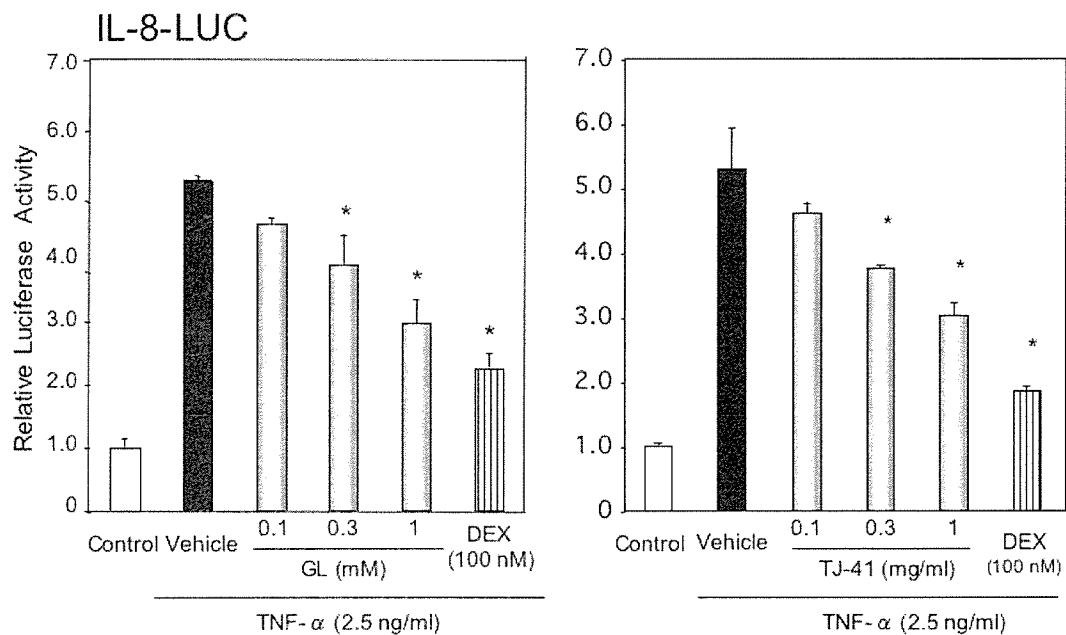 IL-8-LUC
Relative Luciferase Activity
7.0
6.0
5.0
4.0
3.0
2.0
1.0
0
*
*
*
Control Vehicle
0.1 0.3 1
GL (mM)
DEX
(100 nM)
TNF-α (2.5 ng/ml)
7.0
6.0
5.0
4.0
3.0
2.0
1.0
0
*
*
*
Control Vehicle
0.1 0.3 1
TJ-41 (mg/ml)
DEX
(100 nM)
TNF-α (2.5 ng/ml)